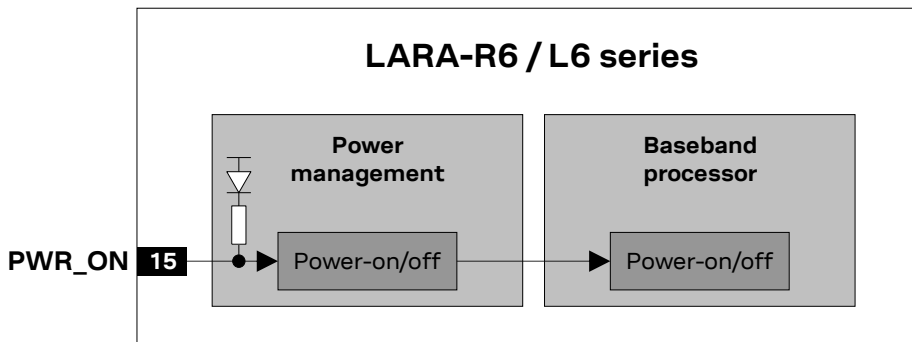 LARA-R6 / L6 series
Power
management
Baseband
processor
PWR_ON
15
Power-on/off
Power-on/off